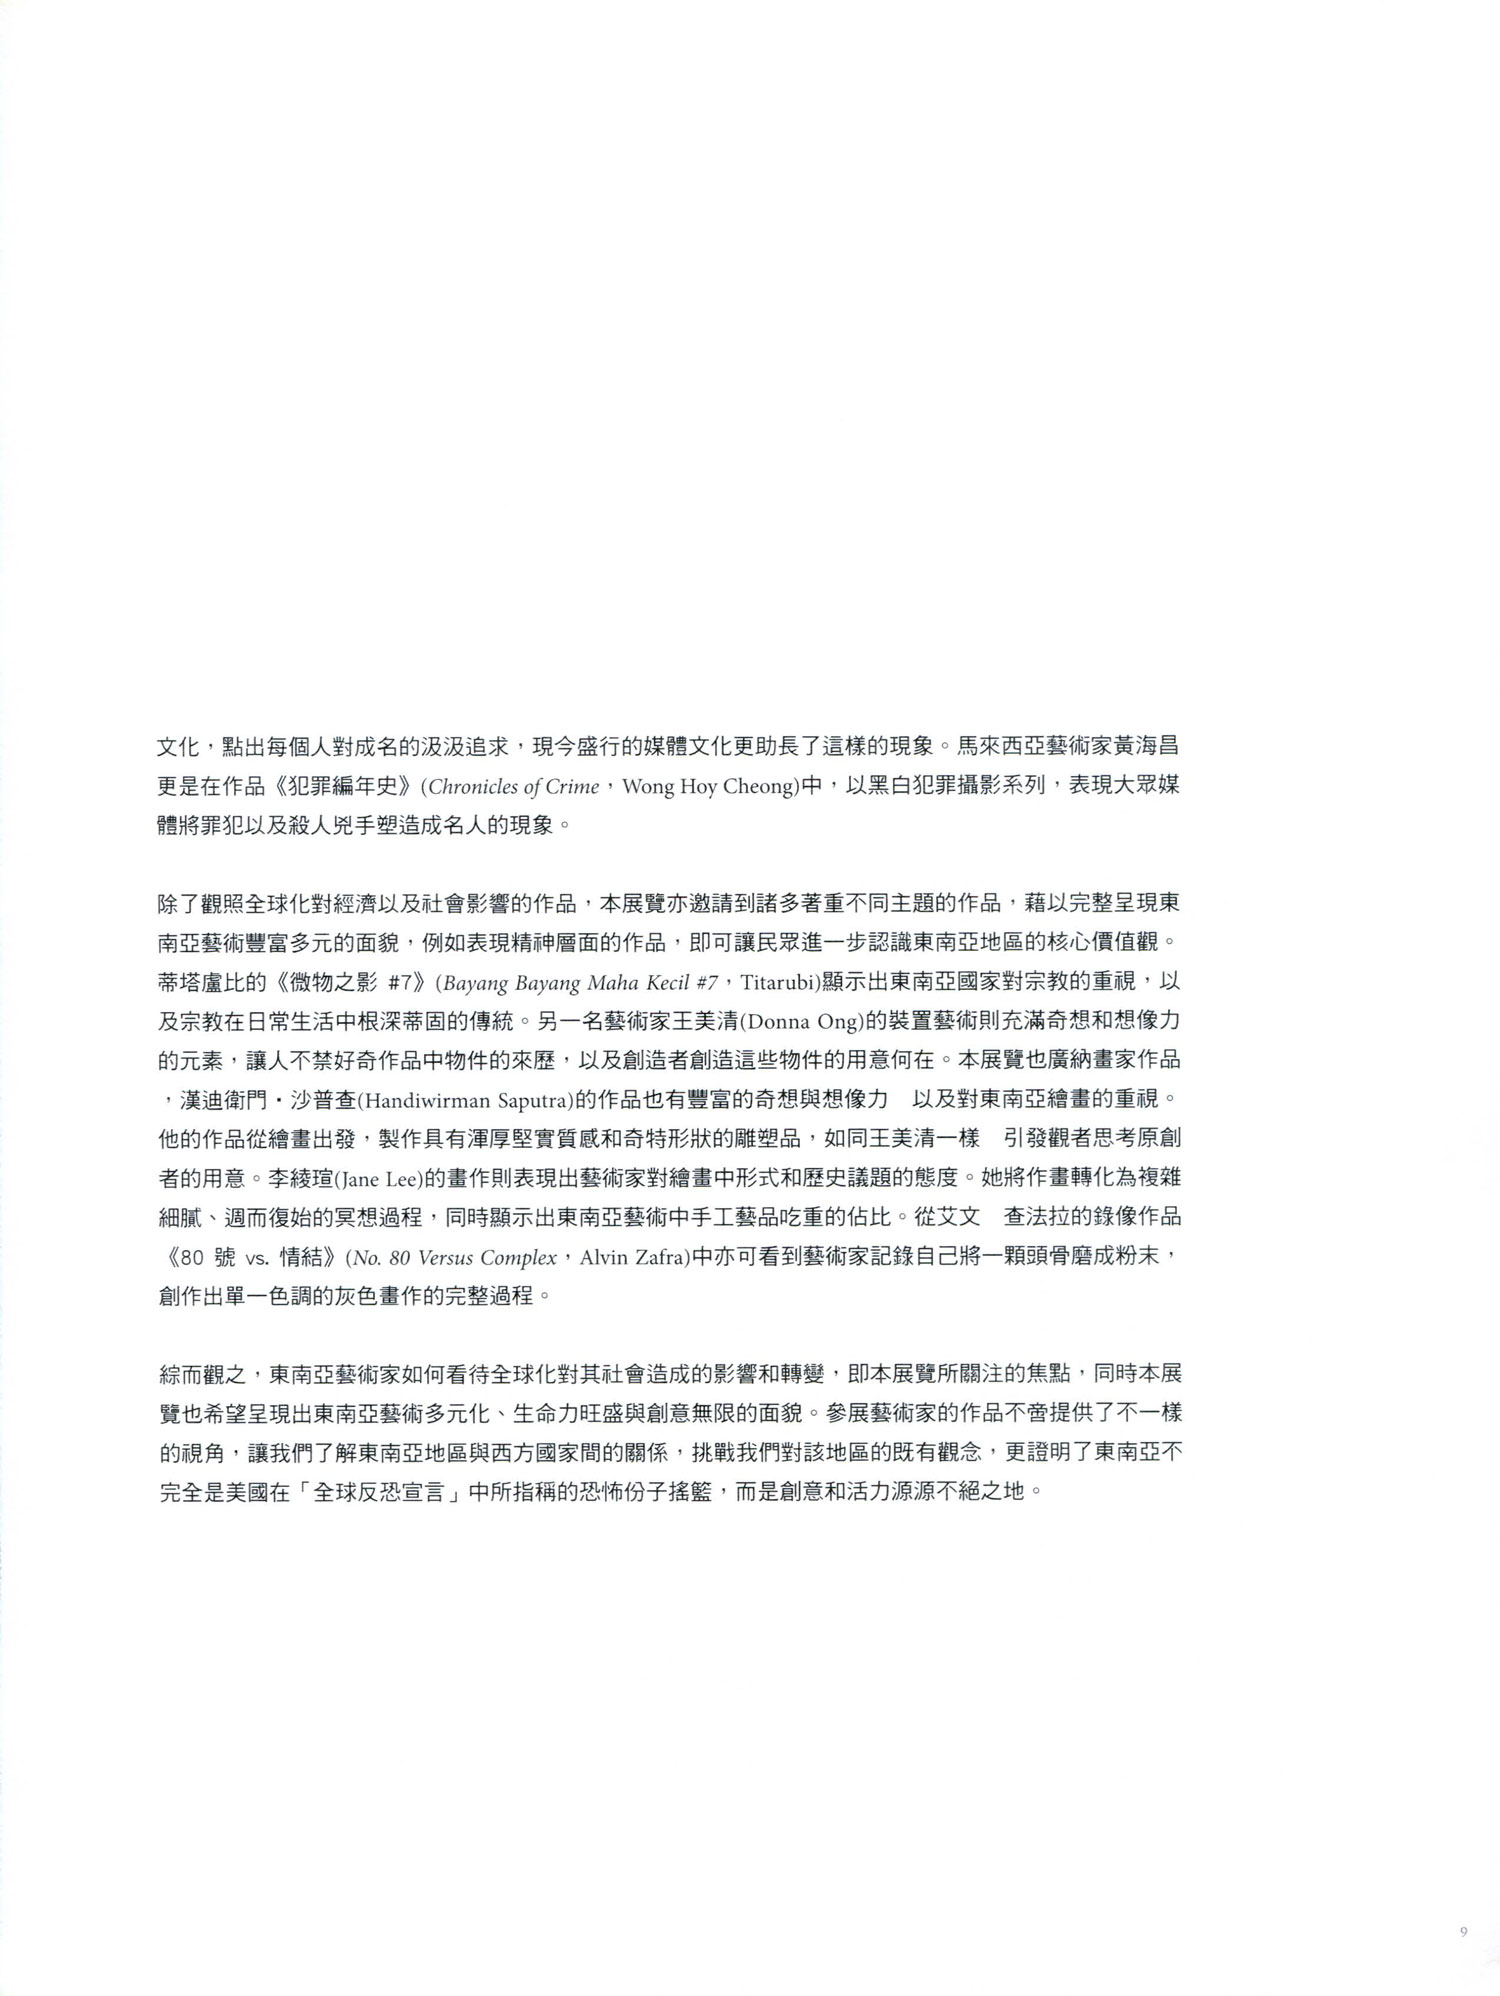 文化，點出每個人對成名的汲汲追求，現今盛行的媒體文化更助長了這樣的現象。馬來西亞藝術家黃海昌
更是在作品《犯罪編年史》(Chronicles of Crime，Wong Hoy Cheong)中，以黑白犯罪攝影系列，表現大眾媒
體將罪犯以及殺人兇手塑造成名人的現象。
除了觀照全球化對經濟以及社會影響的作品，本展覽亦邀請到諸多著重不同主題的作品，藉以完整呈現東
南亞藝術豐富多元的面貌，例如表現精神層面的作品，即可讓民眾進一步認識東南亞地區的核心價值觀。
蒂塔盧比的《微物之影 #7》(Bayang Bayang Maha Kecil #7，Titarubi)顯示出東南亞國家對宗教的重視，以
及宗教在日常生活中根深蒂固的傳統。另一名藝術家王美清(Donna Ong)的裝置藝術則充滿奇想和想像力
的元素，讓人不禁好奇作品中物件的來歷，以及創造者創造這些物件的用意何在。本展覽也廣納畫家作品
，漢迪衛門・沙普查(Handiwirman Saputra)的作品也有豐富的奇想與想像力　以及對東南亞繪畫的重視。
他的作品從繪畫出發，製作具有渾厚堅實質感和奇特形狀的雕塑品，如同王美清一樣　引發觀者思考原創
者的用意。李綾瑄(Jane Lee)的畫作則表現出藝術家對繪畫中形式和歷史議題的態度。她將作畫轉化為複雜
細膩、週而復始的冥想過程，同時顯示出東南亞藝術中手工藝品吃重的佔比。從艾文　查法拉的錄像作品
《80 號 vs. 情結》(No. 80 Versus Complex，Alvin Zafra)中亦可看到藝術家記錄自己將一顆頭骨磨成粉末，
創作出單一色調的灰色畫作的完整過程。
綜而觀之，東南亞藝術家如何看待全球化對其社會造成的影響和轉變，即本展覽所關注的焦點，同時本展
覽也希望呈現出東南亞藝術多元化、生命力旺盛與創意無限的面貌。參展藝術家的作品不啻提供了不一樣
的視角，讓我們了解東南亞地區與西方國家間的關係，挑戰我們對該地區的既有觀念，更證明了東南亞不
完全是美國在「全球反恐宣言」中所指稱的恐怖份子搖籃，而是創意和活力源源不絕之地。
9